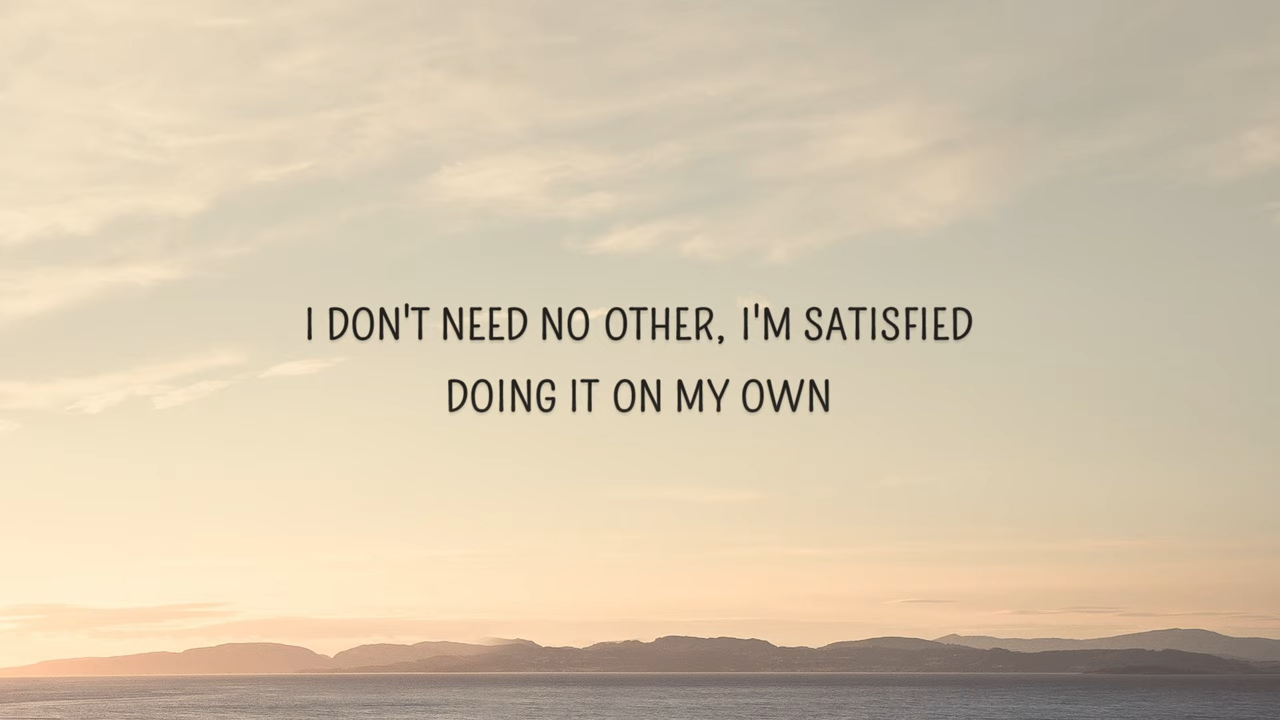 I DON'T NEED NO OTHER, I'M SATISFIED
DOING IT ON MY OWN